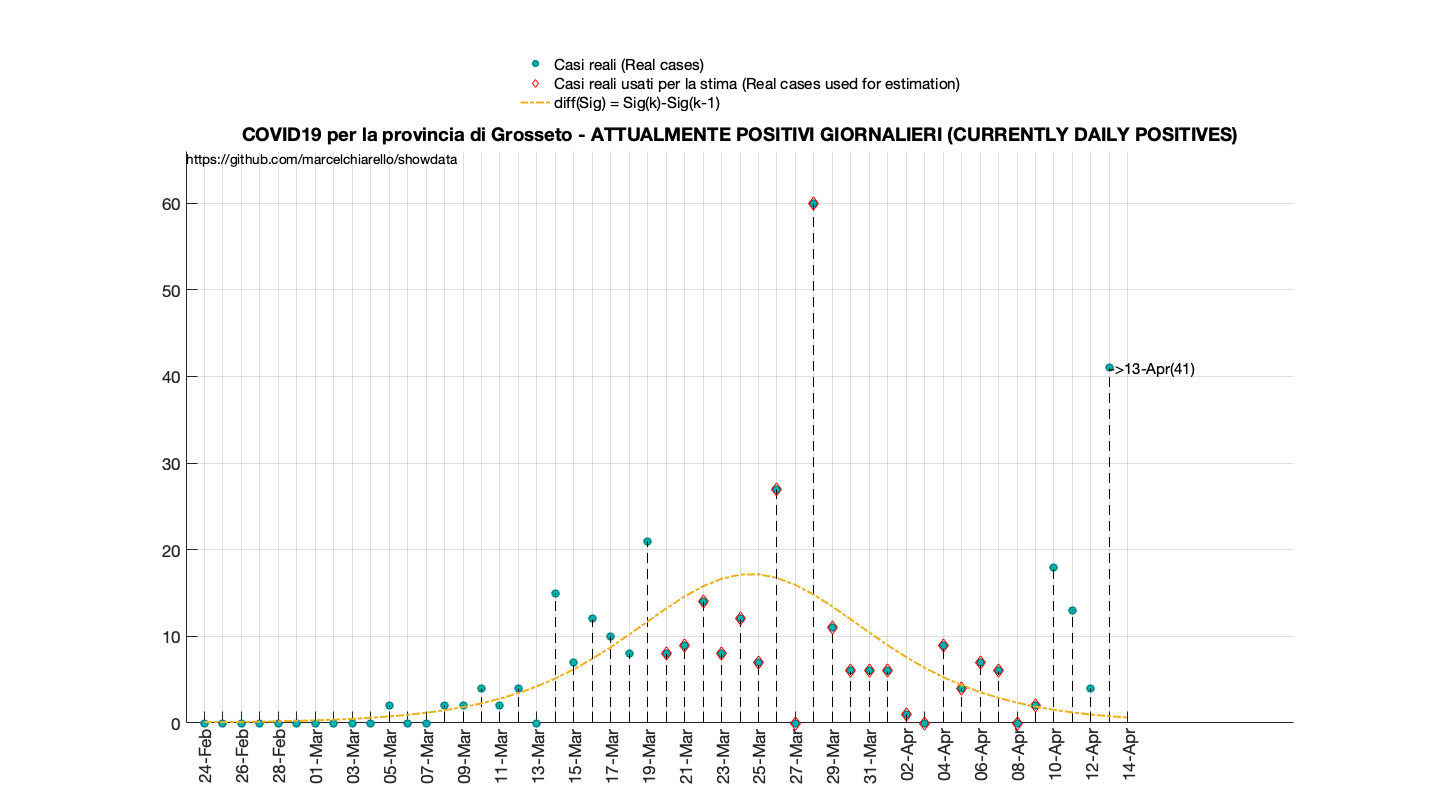 Casi reali (Real cases)
Casi reali usati per la stima (Real cases used for estimation)
diff(Sig) = Sig(k)-Sig(k-1)
COVID19 per la provincia di Grosseto - ATTUALMENTE POSITIVI GIORNALIERI (CURRENTLY DAILY POSITIVES)
https://github.com/marcelchiarello/showdata
60
50
40
30
20
10
0
->13-Apr(41)
24-Feb
26-Feb
28-Feb
01-Mar
03-Mar
05-Mar
07-Mar
09-Mar
11-Mar
13-Mar
15-Mar
17-Mar
19-Mar
21-Mar
23-Mar
25-Mar
27-Mar
29-Mar
31-Mar
02-Apr
04-Apr
06-Apr
08-Apr
10-Apr
12-Apr
14-Apr